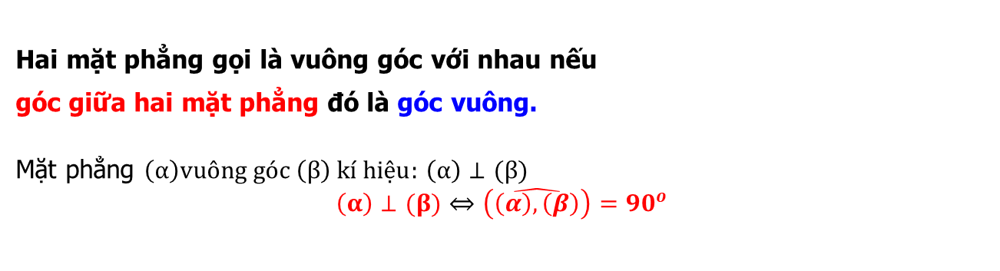 Hai mặt phẳng gọi là vuông góc với nhau nếu
góc giữa hai mặt phẳng đó là góc vuông.
Mặt phẳng (α)vuông góc (β) kí hiệu: (α) ⊥ (β)
(α) ⊥ (β) ⇔ ((α), (β)) = 90ᵒ